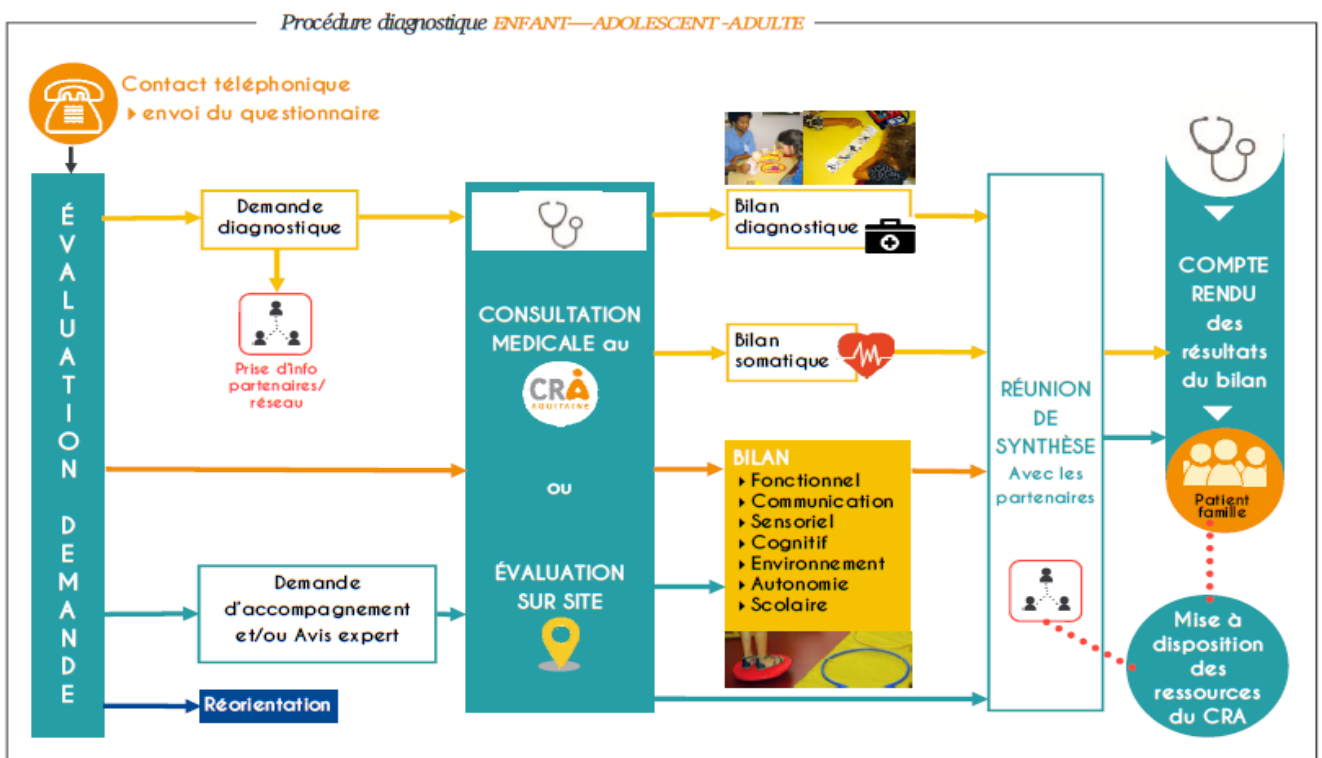 Procédure diagnostique ENFANT—ADOLESCENT -ADULTE
Contact téléphonique
▸ envoi du questionnaire
ÉVALUATION DEMANDE
Demande
diagnostique
Prise d'info
partenaires/
réseau
Demande
d'accompagnement
et/ou Avis expert
Réorientation
CONSULTATION
MEDICALE au
CRA
AQUITAINE
ou
ÉVALUATION
SUR SITE
Bilan
diagnostique
Bilan
somatique
BILAN
▸ Fonctionnel
▸ Communication
▸ Sensoriel
▸ Cognitif
▸ Environnement
▸ Autonomie
▸ Scolaire
RÉUNION
DE
SYNTHÈSE
Avec les
partenaires
COMPTE
RENDU
des
résultats
du bilan
Patient
famille
Mise à
disposition
des
ressources
du CRA